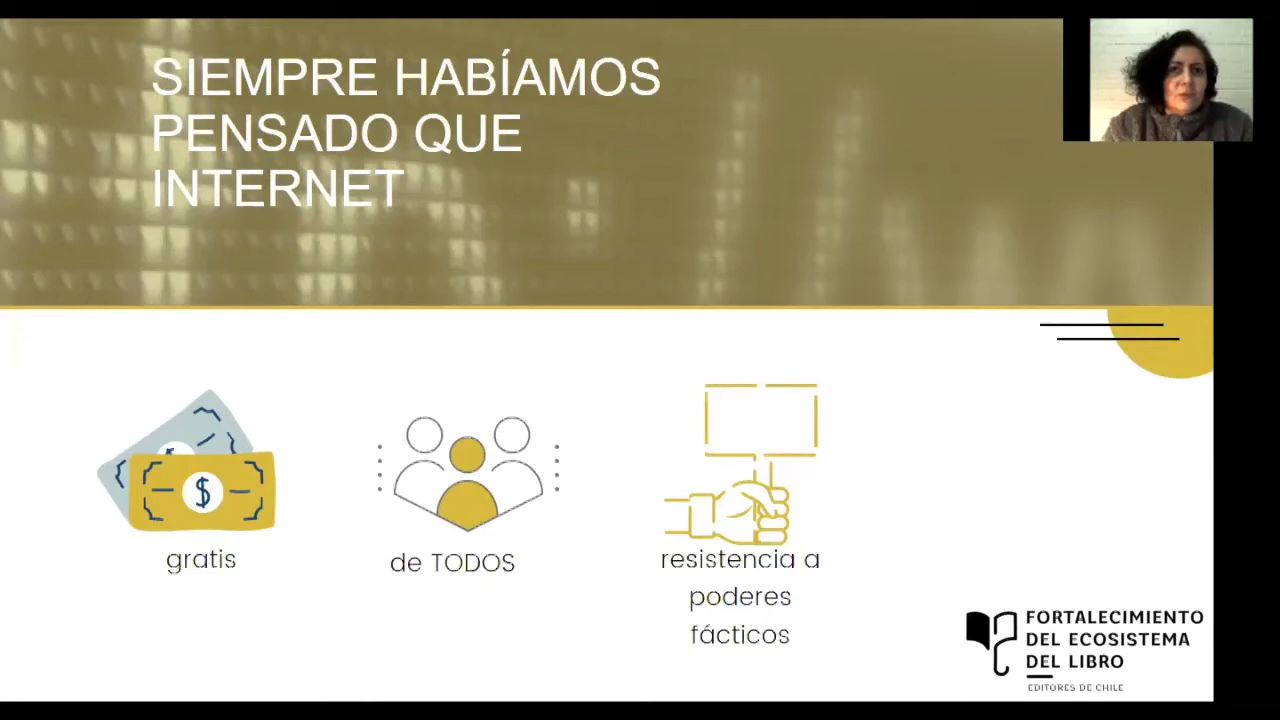 SIEMPRE HABÍAMOS
PENSADO QUE
INTERNET
$
gratis
de TODOS
resistencia a
poderes
fácticos
FORTALECIMIENTO
DEL ECOSISTEMA
DEL LIBRO
EDITORES DE CHILE